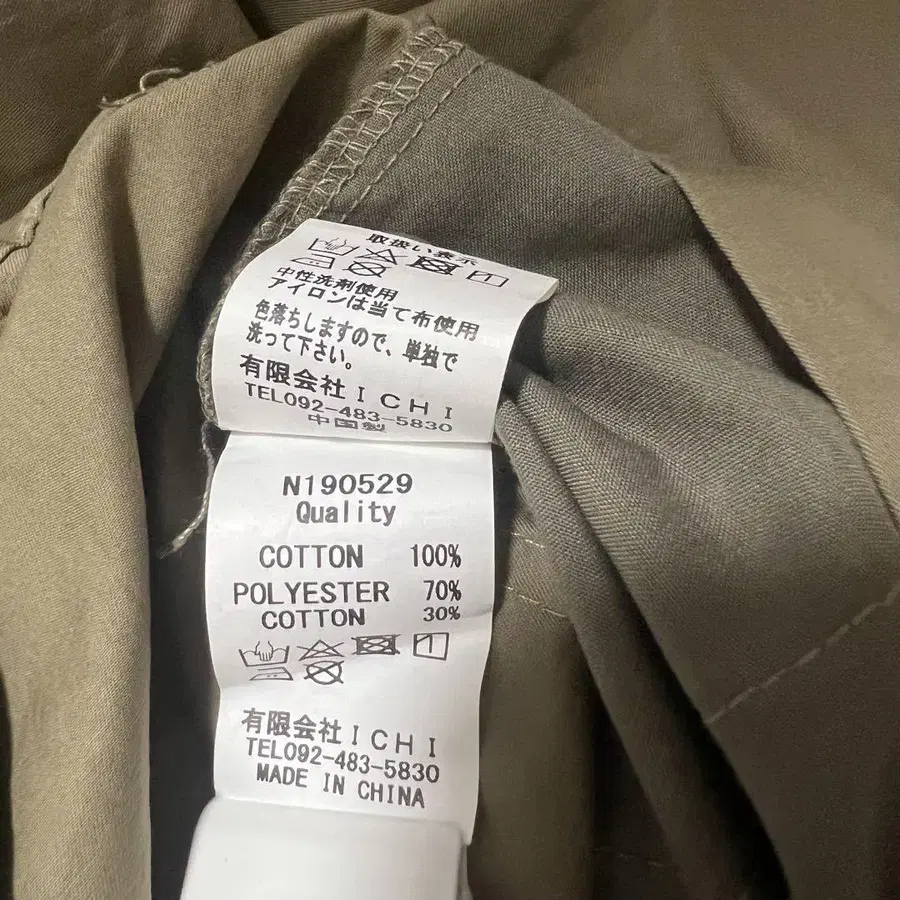 取扱い表示
中性洗剤使用
アイロンは当て布使用
色落ちしますので、単独で
洗って下さい。
有限会社ICHI
TEL092-483-5830
中国製
N190529
Quality
COTTON 100%
POLYESTER 70%
COTTON 30%
1
有限会社ICHI
TEL092-483-5830
MADE IN CHINA